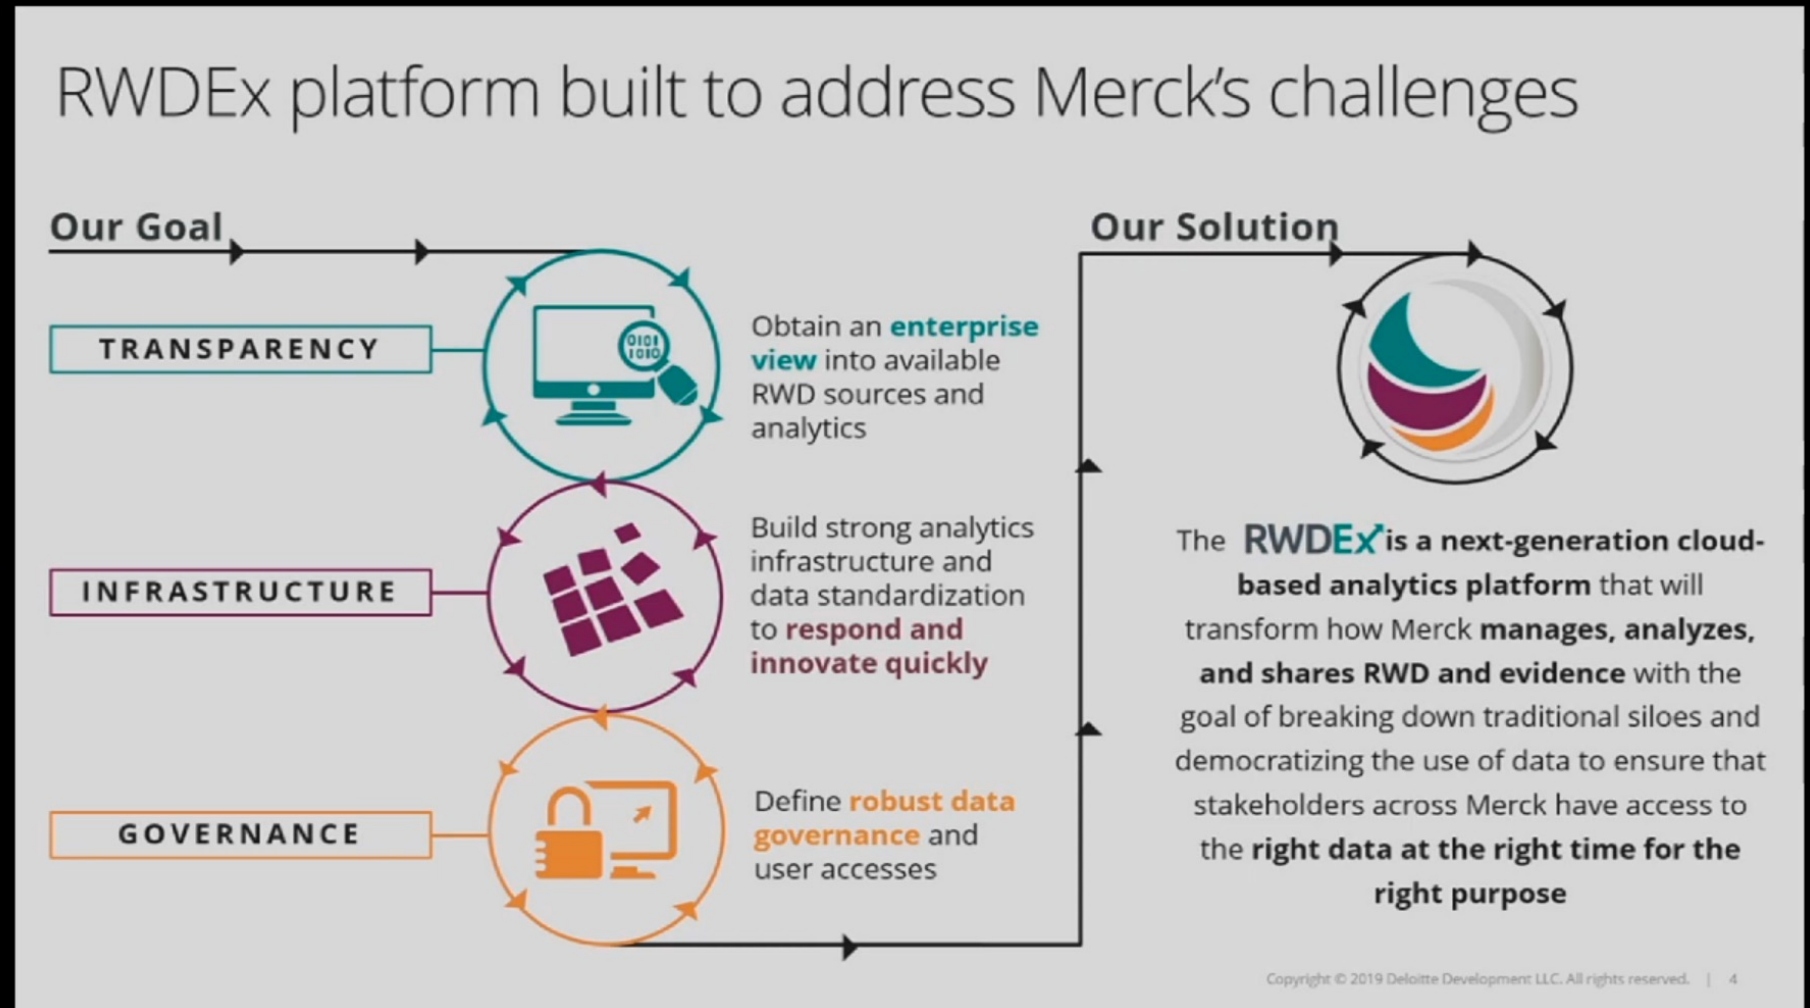 RWDEx platform built to address Merck's challenges
Our Goal
TRANSPARENCY
0101
1010
Obtain an enterprise
view into available
RWD sources and
analytics
INFRASTRUCTURE
Build strong analytics
infrastructure and
data standardization
to respond and
innovate quickly
GOVERNANCE
Define robust data
governance and
user accesses
Our Solution
The RWDEx is a next-generation cloud-
based analytics platform that will
transform how Merck manages, analyzes,
and shares RWD and evidence with the
goal of breaking down traditional siloes and
democratizing the use of data to ensure that
stakeholders across Merck have access to
the right data at the right time for the
right purpose
Copyright © 2019 Deloitte Development LLC. All rights reserved. | 4